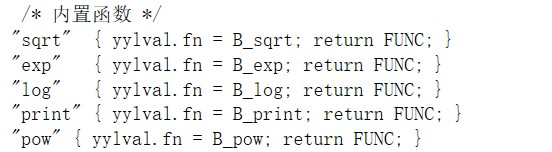 /* 内置函数 */
"sqrt" { yylval.fn = B_sqrt; return FUNC; }
"exp" { yylval.fn = B_exp; return FUNC; }
"log" { yylval.fn = B_log; return FUNC; }
"print" { yylval.fn = B_print; return FUNC; }
"pow" { yylval.fn = B_pow; return FUNC; }